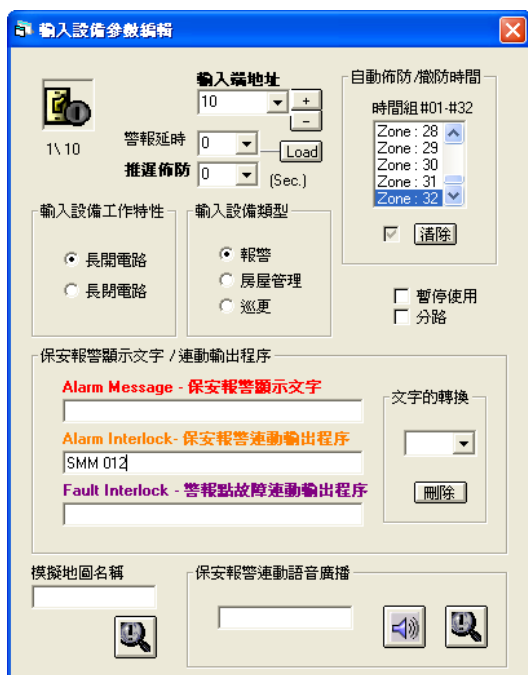 輸入設備參數編輯
輸入端地址
10
+
-
1\ 10
警報延時
0
Load
推遲佈防
0
(Sec.)
自動佈防/撤防時間
時間組#01-#32
Zone : 28
Zone : 29
Zone : 30
Zone : 31
Zone : 32
清除
輸入設備工作特性
長開電路
長閉電路
輸入設備類型
報警
房屋管理
巡更
暫停使用
分路
保安報警顯示文字 / 連動輸出程序
Alarm Message - 保安報警顯示文字
Alarm Interlock- 保安報警連動輸出程序
SMM 012
Fault Interlock - 警報點故障連動輸出程序
文字的轉換
刪除
模擬地圖名稱
保安報警連動語音廣播